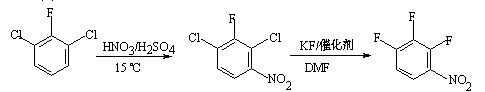 F
Cl Cl
HNO3/H2SO4
15℃
F
Cl Cl
NO2
KF/催化剂
DMF
F
F F
NO2